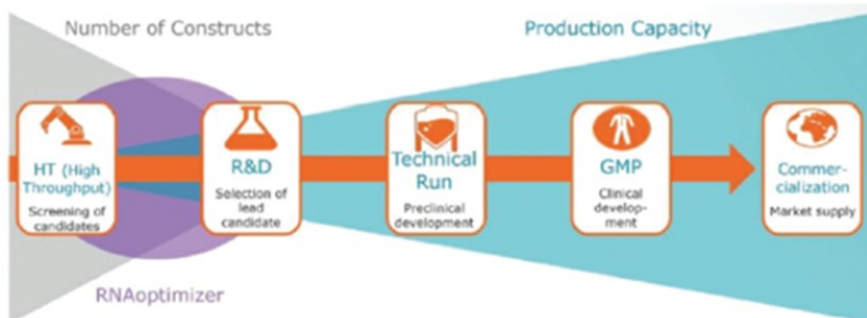 Number of Constructs
Production Capacity
HT (High
Throughput)
Screening of
candidates
R&D
Selection of
lead
candidate
Technical
Run
Preclinical
development
GMP
Clinical
develop-
ment
Commer-
cialization
Market supply
RNAoptimizer